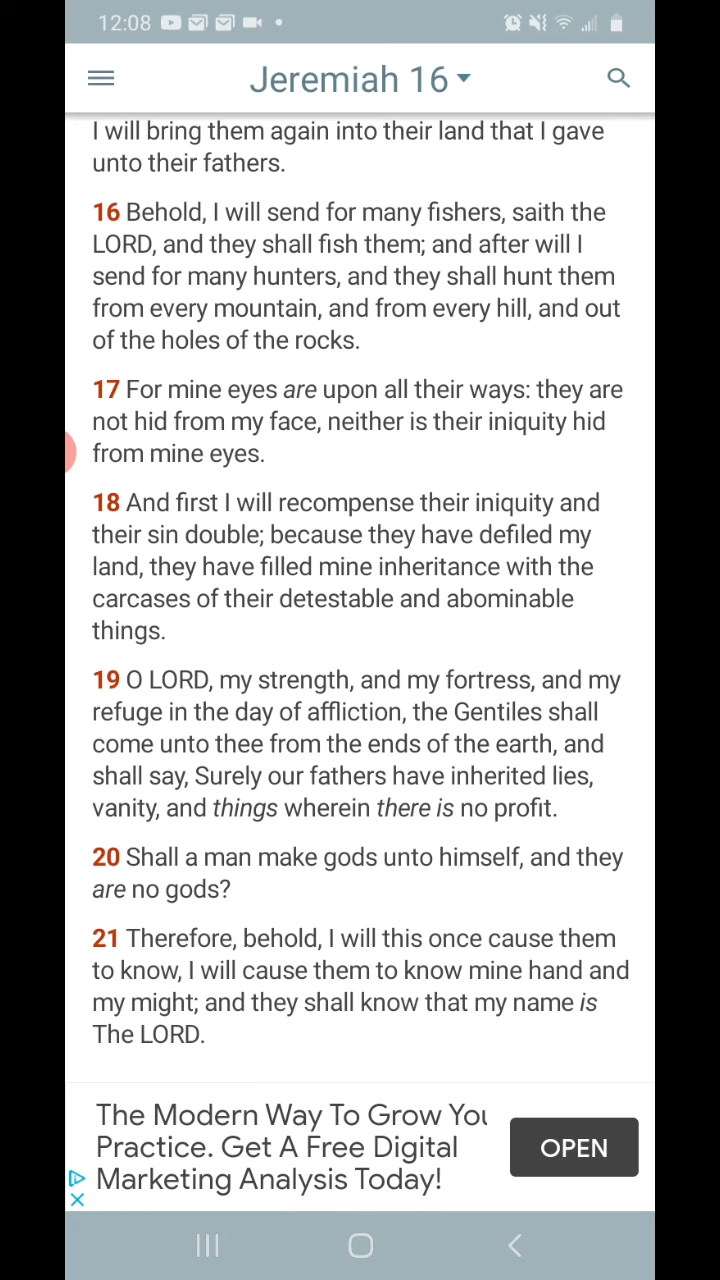 12:08
Jeremiah 16
I will bring them again into their land that I gave
unto their fathers.
16 Behold, I will send for many fishers, saith the
LORD, and they shall fish them; and after will I
send for many hunters, and they shall hunt them
from every mountain, and from every hill, and out
of the holes of the rocks.
17 For mine eyes are upon all their ways: they are
not hid from my face, neither is their iniquity hid
from mine eyes.
18 And first I will recompense their iniquity and
their sin double; because they have defiled my
land, they have filled mine inheritance with the
carcases of their detestable and abominable
things.
19 O LORD, my strength, and my fortress, and my
refuge in the day of affliction, the Gentiles shall
come unto thee from the ends of the earth, and
shall say, Surely our fathers have inherited lies,
vanity, and things wherein there is no profit.
20 Shall a man make gods unto himself, and they
are no gods?
21 Therefore, behold, I will this once cause them
to know, I will cause them to know mine hand and
my might; and they shall know that my name is
The LORD.
The Modern Way To Grow
Practice. Get A Free Digital
Marketing Analysis Today!
OPEN